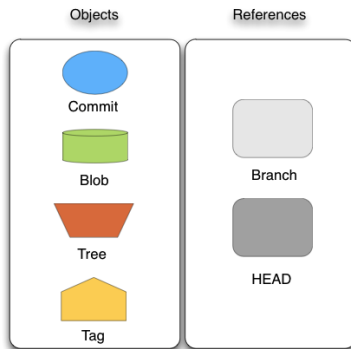 Objects
References
Commit
Blob
Tree
Tag
Branch
HEAD